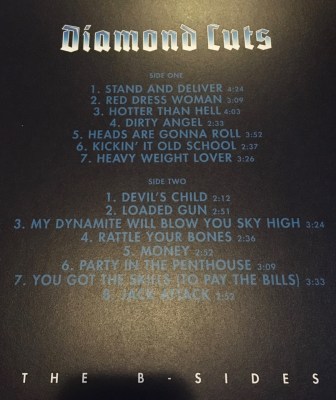 Diamond Cuts
SIDE ONE
1. STAND AND DELIVER 4:24
2. RED DRESS WOMAN 3:09
3. HOTTER THAN HELL 4:03
4. DIRTY ANGEL 2:33
5. HEADS ARE GONNA ROLL 3:52
6. KICKIN' IT OLD SCHOOL 2:37
7. HEAVY WEIGHT LOVER 3:26
SIDE TWO
1. DEVIL'S CHILD 2:12
2. LOADED GUN 2:51
3. MY DYNAMITE WILL BLOW YOU SKY HIGH 3:24
4. RATTLE YOUR BONES 2:36
5. MONEY 2:52
6. PARTY IN THE PENTHOUSE 3:09
7. YOU GOT THE SKILLS (TO PAY THE BILLS) 3:33
8. JACK ATTACK 2:52
THE B-SIDES